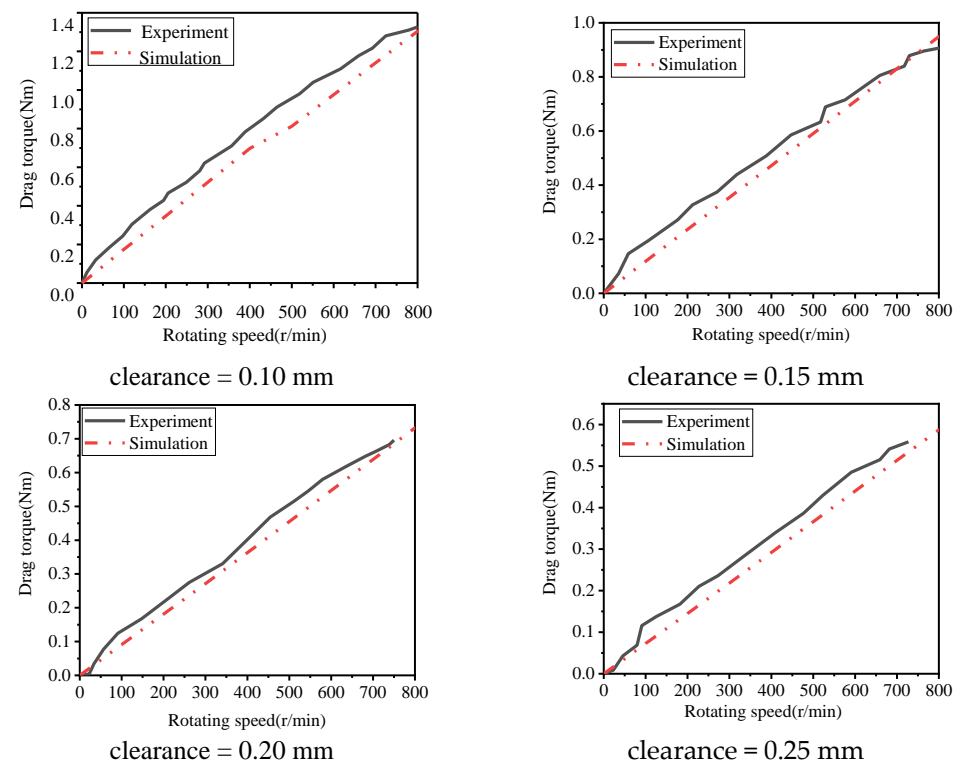 1.4
1.2
1.0
0.8
0.6
0.4
0.2
0.0
Drag torque(Nm)
Experiment
Simulation
0 100 200 300 400 500 600 700 800
Rotating speed(r/min)
clearance = 0.10 mm
1.0
0.8
0.6
0.4
0.2
0.0
Drag torque(Nm)
Experiment
Simulation
0 100 200 300 400 500 600 700 800
Rotating speed(r/min)
clearance = 0.15 mm
0.8
0.7
0.6
0.5
0.4
0.3
0.2
0.1
0.0
Drag torque(Nm)
Experiment
Simulation
0 100 200 300 400 500 600 700 800
Rotating speed(r/min)
clearance = 0.20 mm
0.6
0.5
0.4
0.3
0.2
0.1
0.0
Drag torque(Nm)
Experiment
Simulation
0 100 200 300 400 500 600 700 800
Rotating speed(r/min)
clearance = 0.25 mm